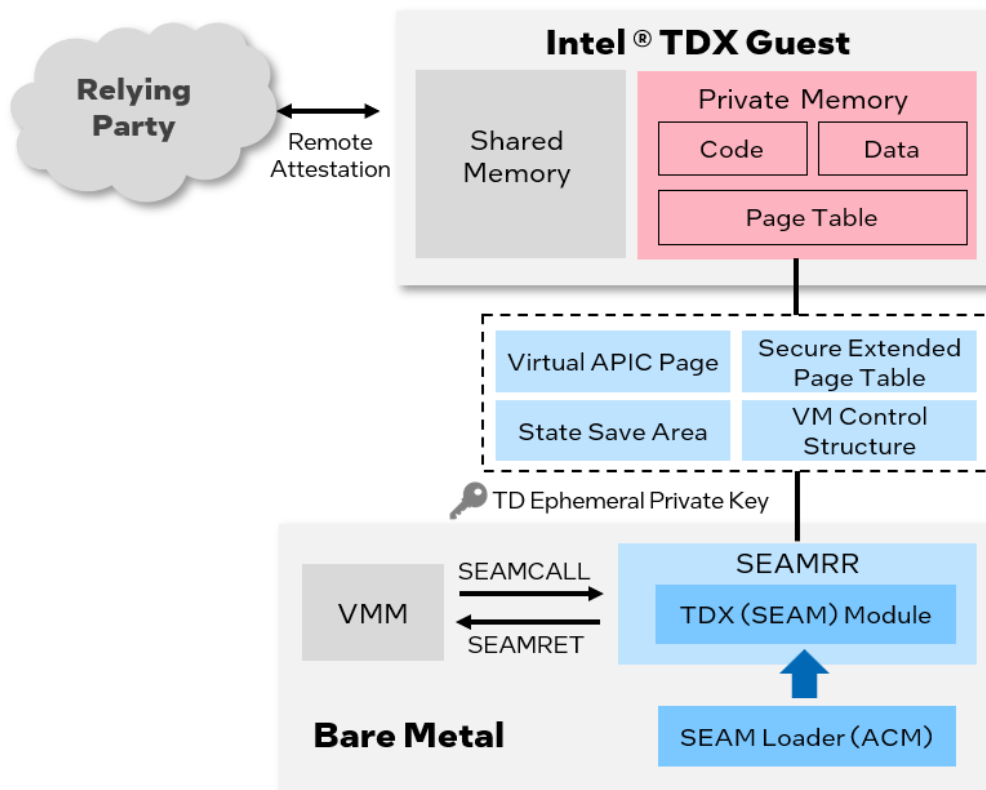 Intel® TDX Guest
Relying
Party
Remote
Attestation
Shared
Memory
Private Memory
Code
Data
Page Table
Virtual APIC Page
Secure Extended
Page Table
State Save Area
VM Control
Structure
TD Ephemeral Private Key
SEAMCALL
SEAMRET
VMM
SEAMRR
TDX (SEAM) Module
SEAM Loader (ACM)
Bare Metal